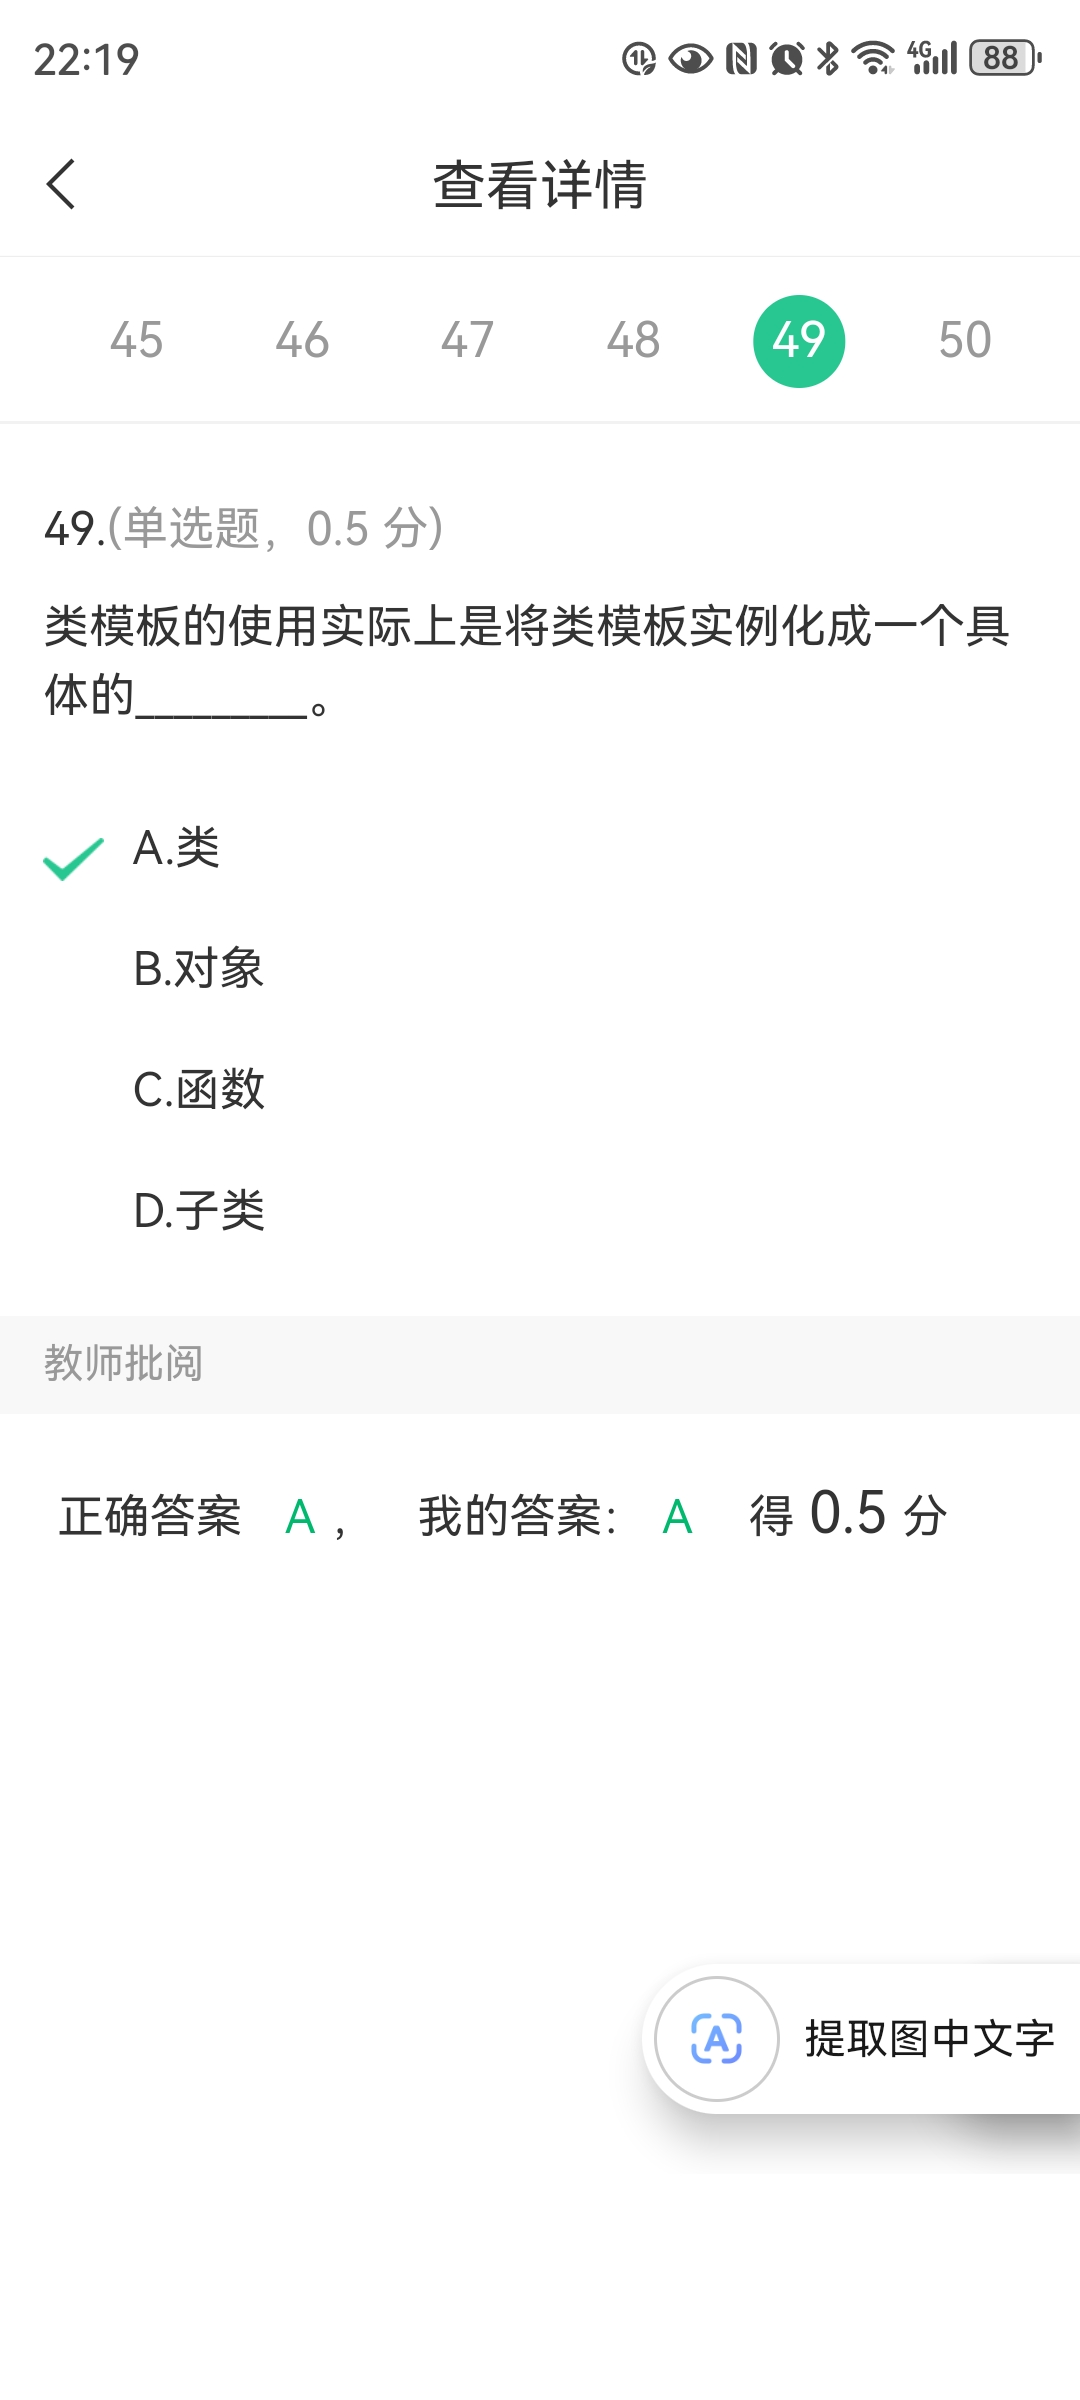 22:19
4G
88
查看详情
45 46 47 48 49 50
49.(单选题，0.5 分)
类模板的使用实际上是将类模板实例化成一个具
体的________。
A.类
B.对象
C.函数
D.子类
教师批阅
正确答案 A ， 我的答案： A 得 0.5 分
A 提取图中文字